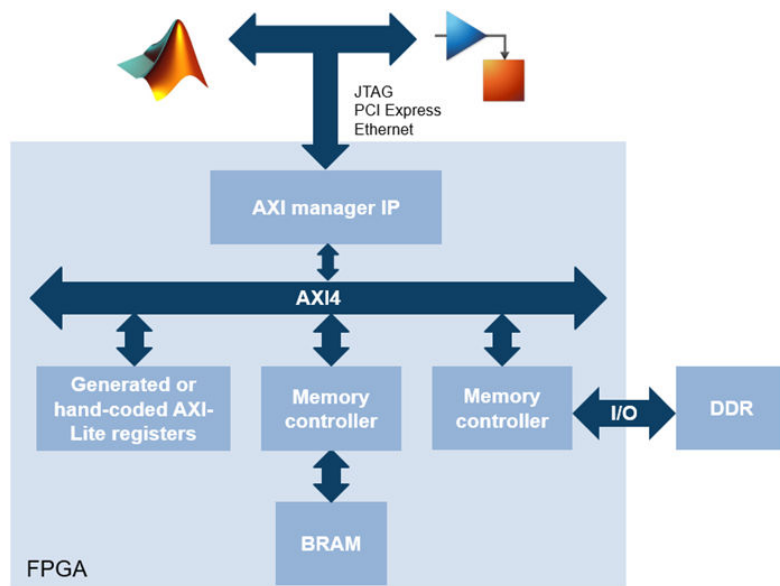 JTAG
PCI Express
Ethernet
AXI manager IP
AXI4
Generated or
hand-coded AXI-
Lite registers
Memory
controller
Memory
controller
I/O
DDR
BRAM
FPGA